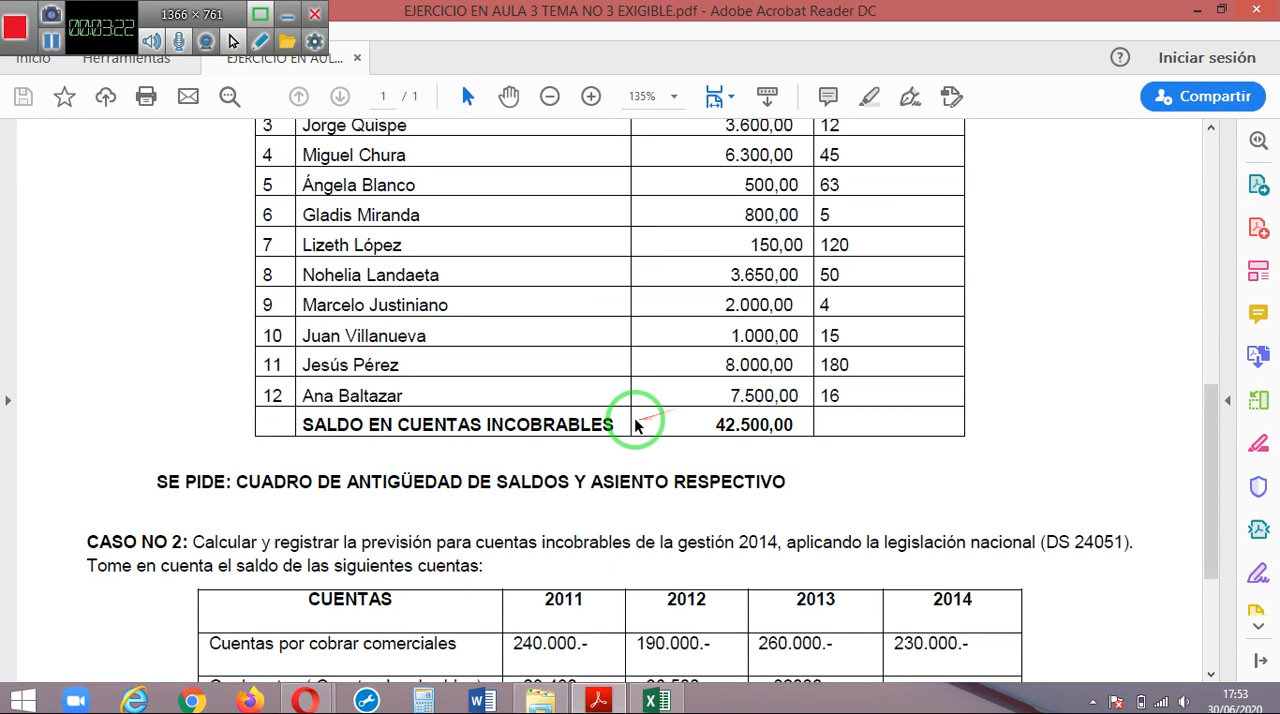 1366 × 761
00:03:22
EJERCICIO EN AULA 3 TEMA NO 3 EXIGIBLE.pdf - Adobe Acrobat Reader DC
Inicio Herramientas EJERCICIO EN AUL... ×
Iniciar sesión
1 / 1 135% Compartir
3 Jorge Quispe 3.600,00 12
4 Miguel Chura 6.300,00 45
5 Ángela Blanco 500,00 63
6 Gladis Miranda 800,00 5
7 Lizeth López 150,00 120
8 Nohelia Landaeta 3.650,00 50
9 Marcelo Justiniano 2.000,00 4
10 Juan Villanueva 1.000,00 15
11 Jesús Pérez 8.000,00 180
12 Ana Baltazar 7.500,00 16
SALDO EN CUENTAS INCOBRABLES 42.500,00
SE PIDE: CUADRO DE ANTIGÜEDAD DE SALDOS Y ASIENTO RESPECTIVO
CASO NO 2: Calcular y registrar la previsión para cuentas incobrables de la gestión 2014, aplicando la legislación nacional (DS 24051).
Tome en cuenta el saldo de las siguientes cuentas:
CUENTAS 2011 2012 2013 2014
Cuentas por cobrar comerciales 240.000.- 190.000.- 260.000.- 230.000.-
17:53
30/06/2020